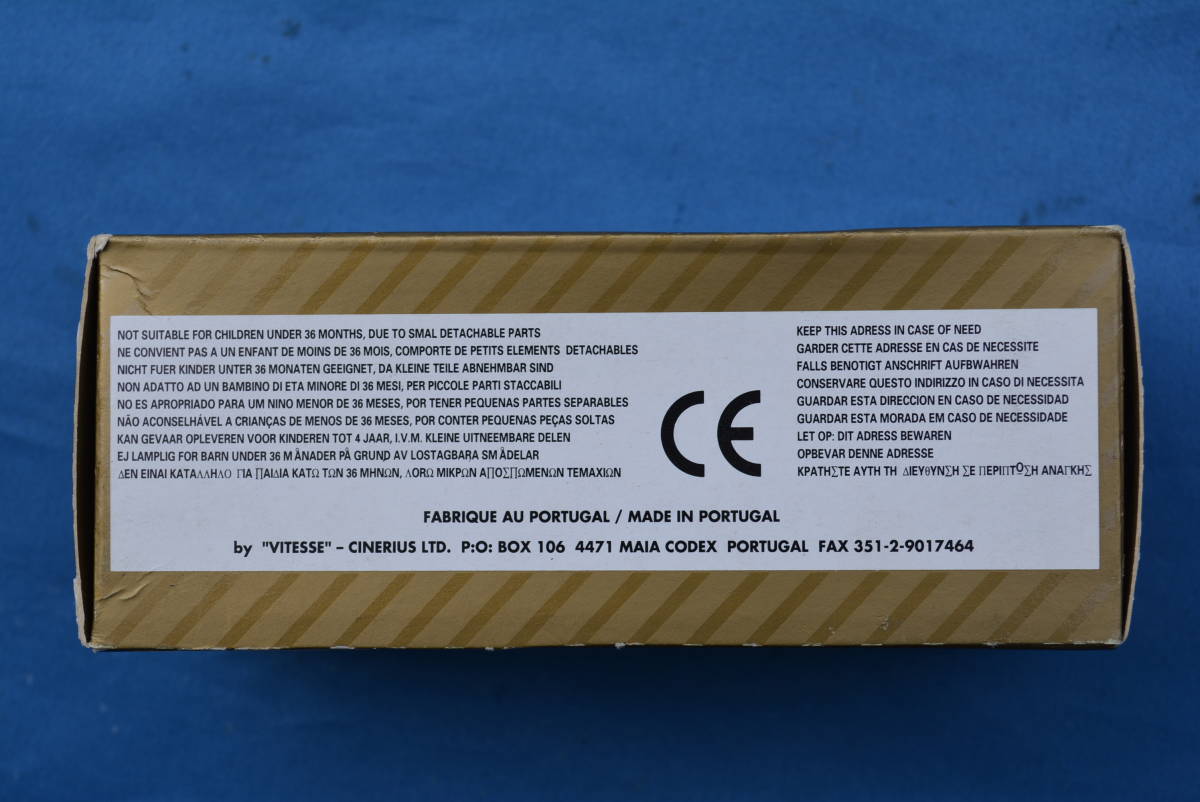 NOT SUITABLE FOR CHILDREN UNDER 36 MONTHS, DUE TO SMAL DETACHABLE PARTS
NE CONVIENT PAS A UN ENFANT DE MOINS DE 36 MOIS, COMPORTE DE PETITS ELEMENTS DETACHABLES
NICHT FUER KINDER UNTER 36 MONATEN GEEIGNET, DA KLEINE TEILE ABNEHMBAR SIND
NON ADATTO AD UN BAMBINO DI ETA MINORE DI 36 MESI, PER PICCOLE PARTI STACCABILI
NO ES APROPRIADO PARA UM NINO MENOR DE 36 MESES, POR TENER PEQUENAS PARTES SEPARABLES
NÃO ACONSELHÁVEL A CRIANÇAS DE MENOS DE 36 MESES, POR CONTER PEQUENAS PEÇAS SOLTAS
KAN GEVAAR OPLEVEREN VOOR KINDEREN TOT 4 JAAR, I.V.M. KLEINE UITNEEMBARE DELEN
EJ LAMPLIG FOR BARN UNDER 36 MÅNADER PÅ GRUND AV LOSTAGBARA SMÅDELAR
ΔΕΝ ΕΙΝΑΙ ΚΑΤΑΛΛΗΛΟ ΓΙΑ ΠΑΙΔΙΑ ΚΑΤΩ ΤΩΝ 36 ΜΗΝΩΝ, ΛΟΡΩ ΜΙΚΡΩΝ ΑΠΟΣΠΩΜΕΝΩΝ ΤΕΜΑΧΙΩΝ
CE
KEEP THIS ADRESS IN CASE OF NEED
GARDER CETTE ADRESSE EN CAS DE NECESSITE
FALLS BENOTIGT ANSCHRIFT AUFBWAHREN
CONSERVARE QUESTO INDIRIZZO IN CASO DI NECESSITA
GUARDAR ESTA DIRECCION EN CASO DE NECESIDAD
GUARDAR ESTA MORADA EM CASO DE NECESSIDADE
LET OP: DIT ADRESS BEWAREN
OPBEVAR DENNE ADRESSE
ΚΡΑΤΗΣΤΕ ΑΥΤΗ ΤΗ ΔΙΕΥΘΥΝΣΗ ΣΕ ΠΕΡΙΠΤΟΣΗ ΑΝΑΓΚΗΣ
FABRIQUE AU PORTUGAL / MADE IN PORTUGAL
by "VITESSE" – CINERIUS LTD. P:O: BOX 106 4471 MAIA CODEX PORTUGAL FAX 351-2-9017464